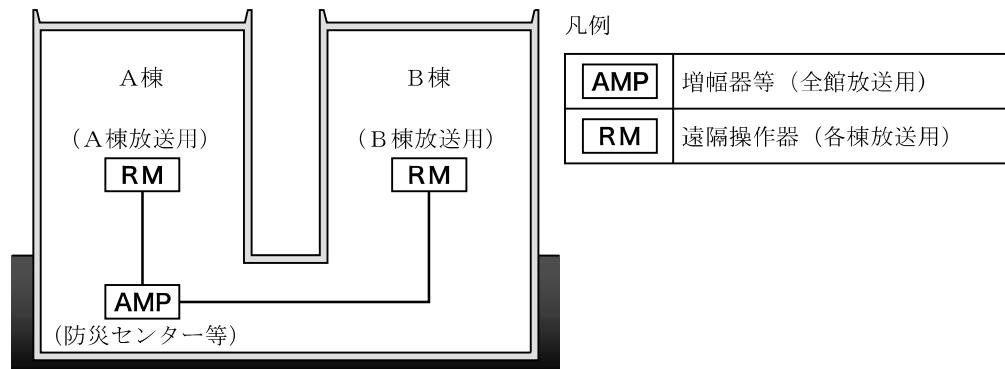 A棟
B棟
(A棟放送用)
(B棟放送用)
RM
RM
AMP
(防災センター等)
凡例
AMP 増幅器等 (全館放送用)
RM 遠隔操作器 (各棟放送用)